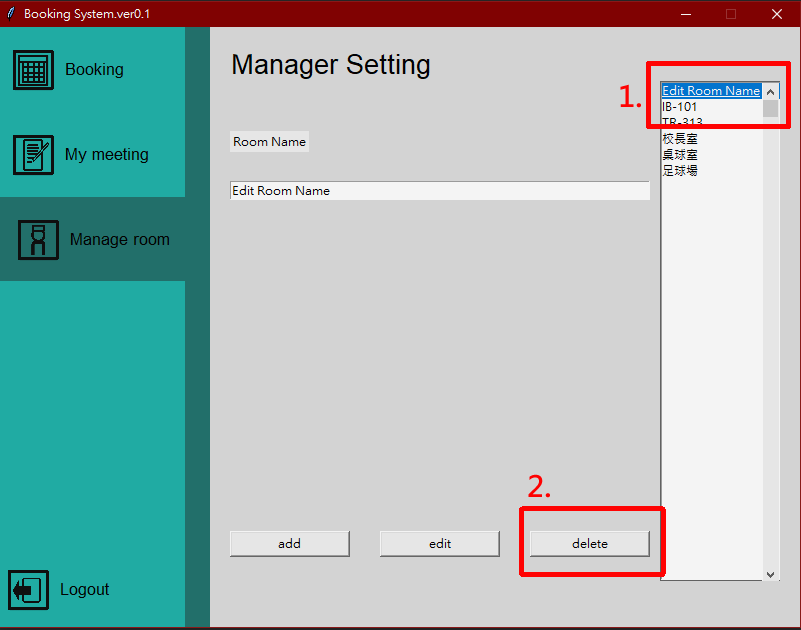 Booking System.ver0.1
Booking
My meeting
Manage room
Logout
Manager Setting
Room Name
Edit Room Name
1.
Edit Room Name
IB-101
TR-313
校長室
桌球室
足球場
2.
add
edit
delete